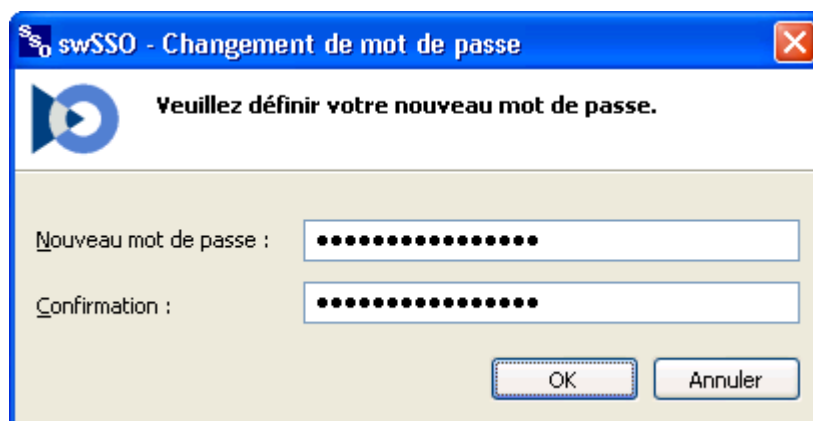 SSO swSSO - Changement de mot de passe
Veuillez définir votre nouveau mot de passe.
Nouveau mot de passe : ●●●●●●●●●●●●●●●●
Confirmation : ●●●●●●●●●●●●●●●●
OK Annuler